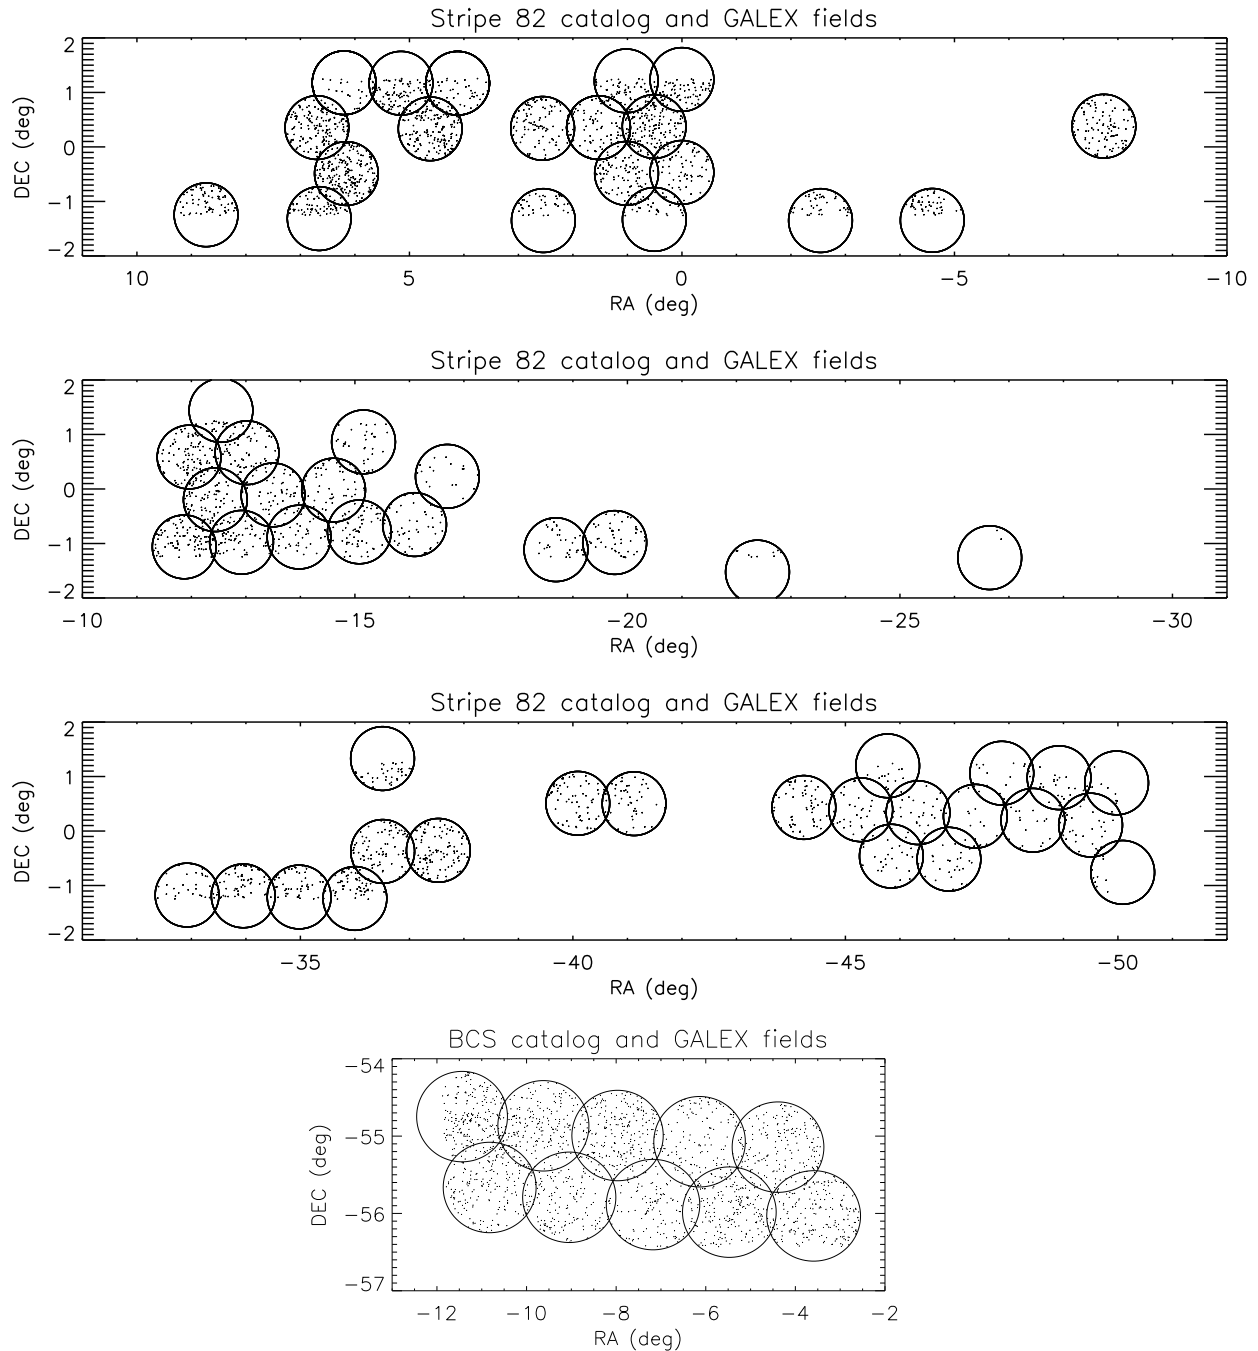 Stripe 82 catalog and GALEX fields
2
1
0
−1
−2
DEC (deg)
10 5 0 −5 −10
RA (deg)
Stripe 82 catalog and GALEX fields
2
1
0
−1
−2
DEC (deg)
−10 −15 −20 −25 −30
RA (deg)
Stripe 82 catalog and GALEX fields
2
1
0
−1
−2
DEC (deg)
−35 −40 −45 −50
RA (deg)
BCS catalog and GALEX fields
−54
−55
−56
−57
DEC (deg)
−12 −10 −8 −6 −4 −2
RA (deg)